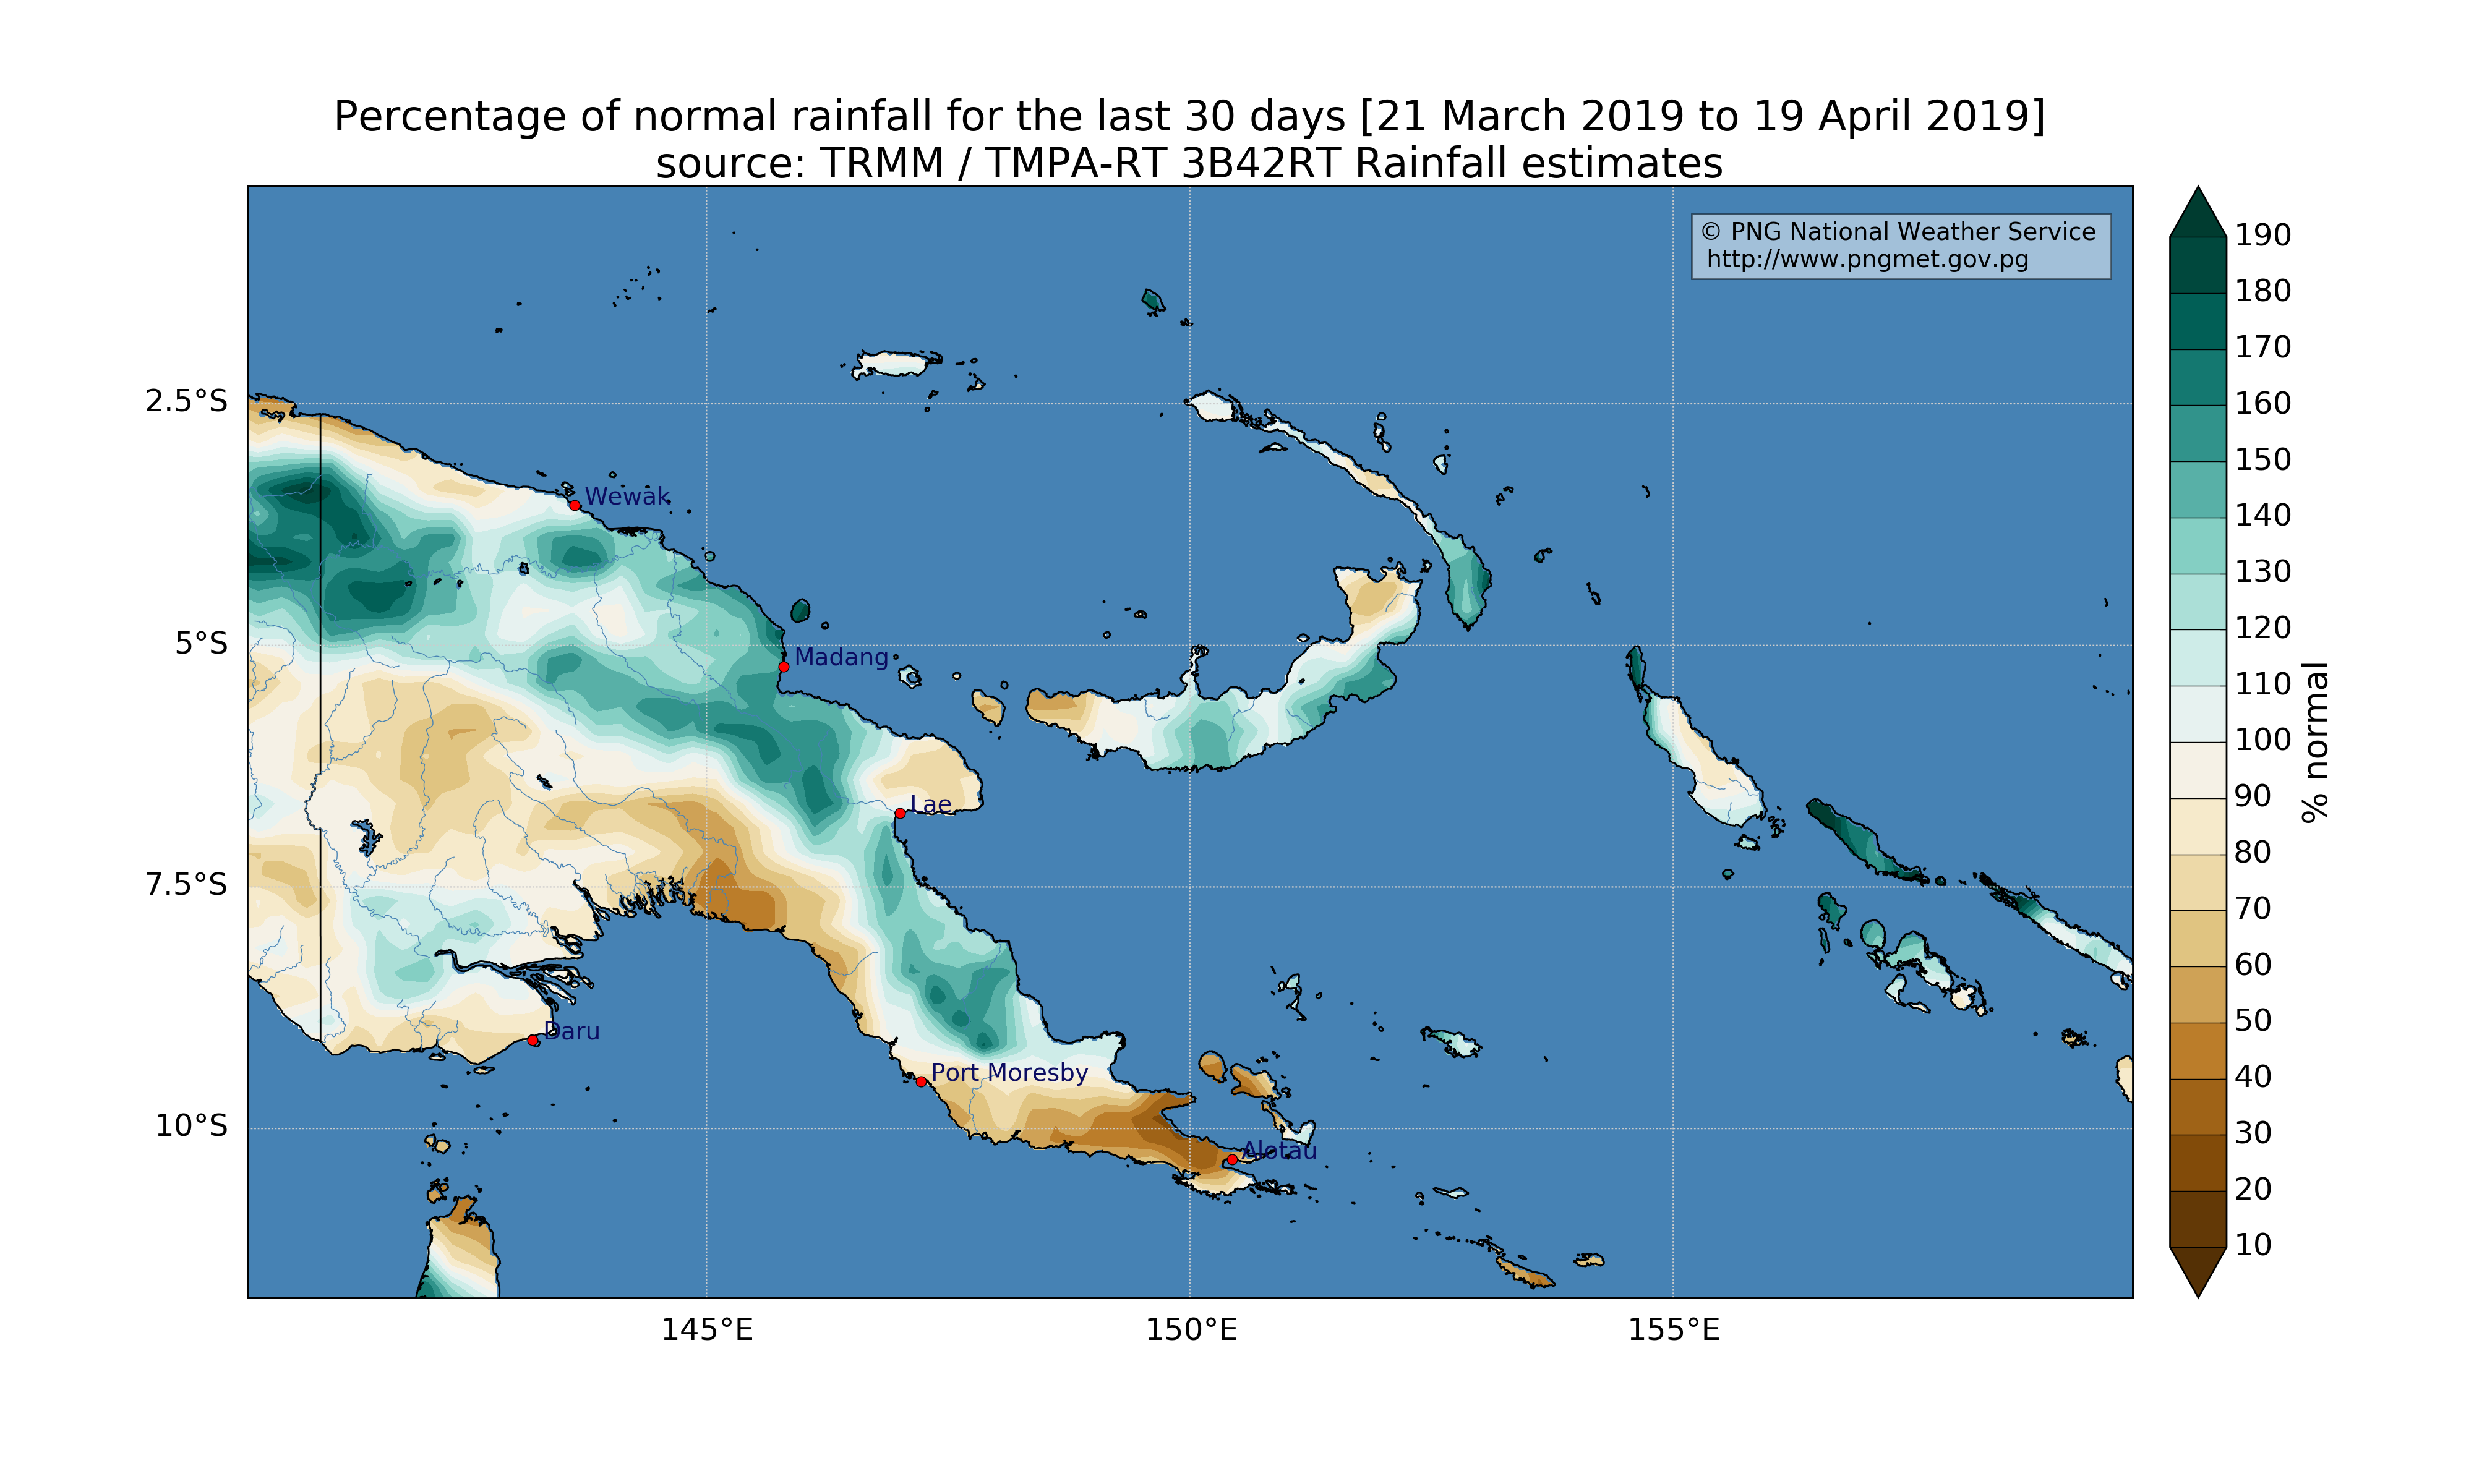 Percentage of normal rainfall for the last 30 days [21 March 2019 to 19 April 2019]
source: TRMM / TMPA-RT 3B42RT Rainfall estimates
© PNG National Weather Service
http://www.pngmet.gov.pg
2.5°S
5°S
7.5°S
10°S
Wewak
Madang
Lae
Daru
Port Moresby
Alotau
145°E
150°E
155°E
190
180
170
160
150
140
130
120
110
100
90
80
70
60
50
40
30
20
10
% normal